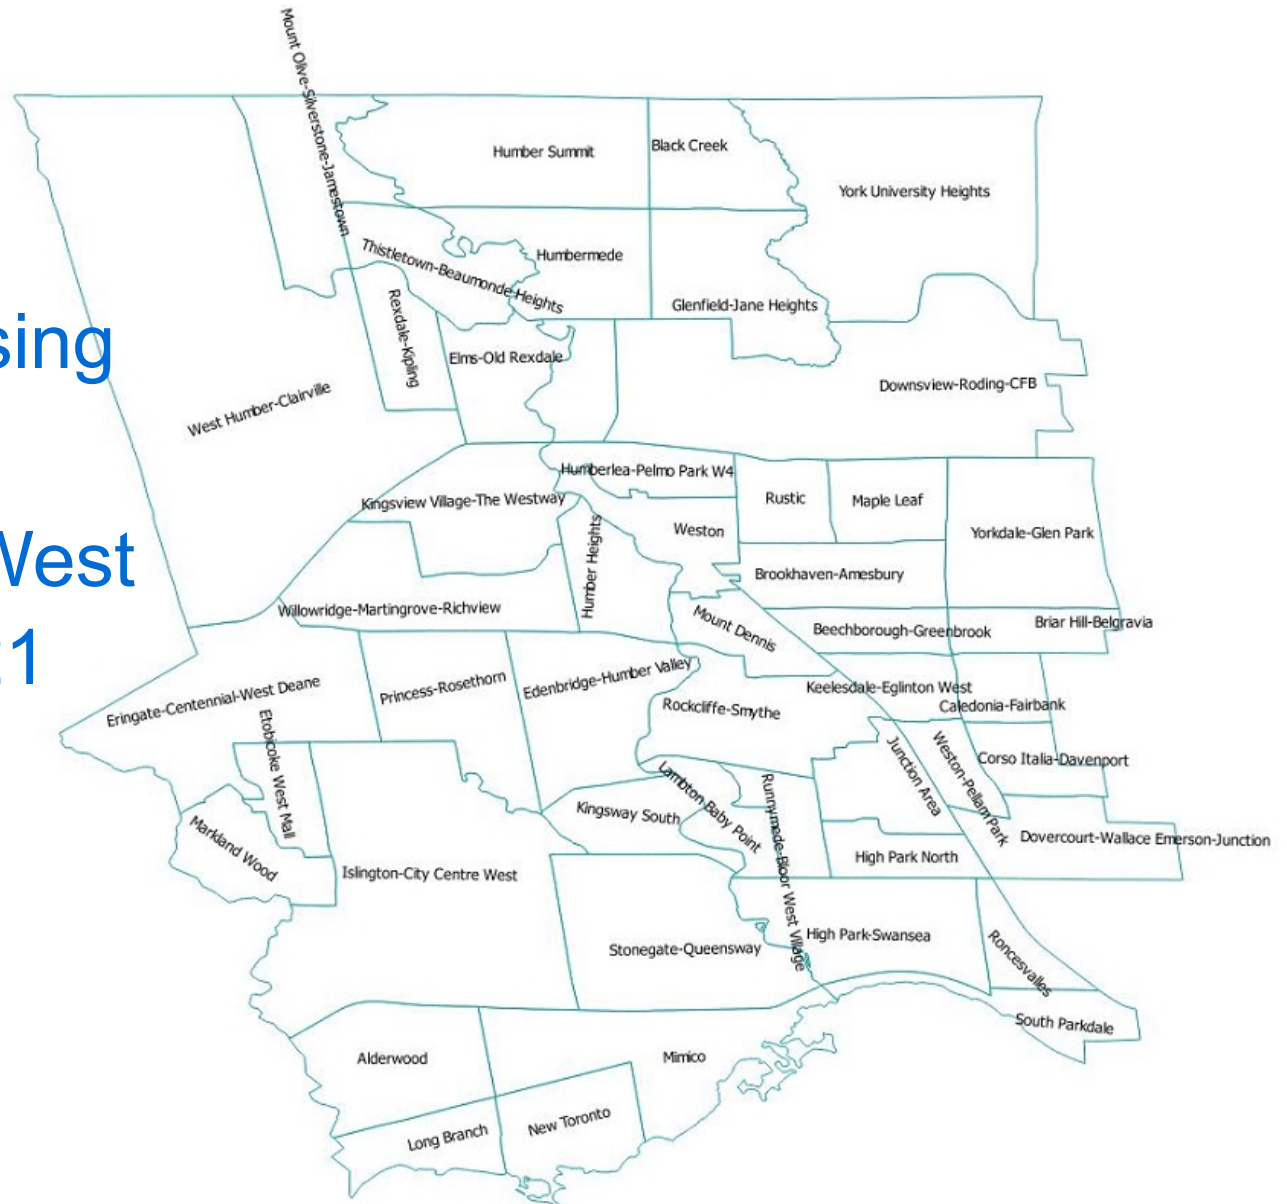 Mount Olive-Silverstone-Jamestown
Humber Summit
Black Creek
York University Heights
Thistletown-Beaumonde Heights
Humbermede
Glenfield-Jane Heights
Rexdale-Kipling
Elms-Old Rexdale
sing
Downsview-Roding-CFB
West Humber-Clairville
Humberlea-Pelmo Park W4
Kingsview Village-The Westway
Rustic
Maple Leaf
Weston
Yorkdale-Glen Park
West
Humber Heights
Brookhaven-Amesbury
Willowridge-Martingrove-Richview
Mount Dennis
Beechborough-Greenbrook
Briar Hill-Belgravia
21
Eringate-Centennial-West Deane
Princess-Rosethorn
Edenbridge-Humber Valley
Keelesdale-Eglinton West
Rockcliffe-Smythe
Caledonia-Fairbank
Etobicoke West Mall
Junction Area
Weston-Pellam Park
Corso Italia-Davenport
Lambton Baby Point
Runnymede-Bloor West Village
Kingsway South
Markland Wood
Dovercourt-Wallace Emerson-Junction
High Park North
Islington-City Centre West
Stonegate-Queensway
High Park-Swansea
Roncesvalles
South Parkdale
Alderwood
Mimico
Long Branch
New Toronto